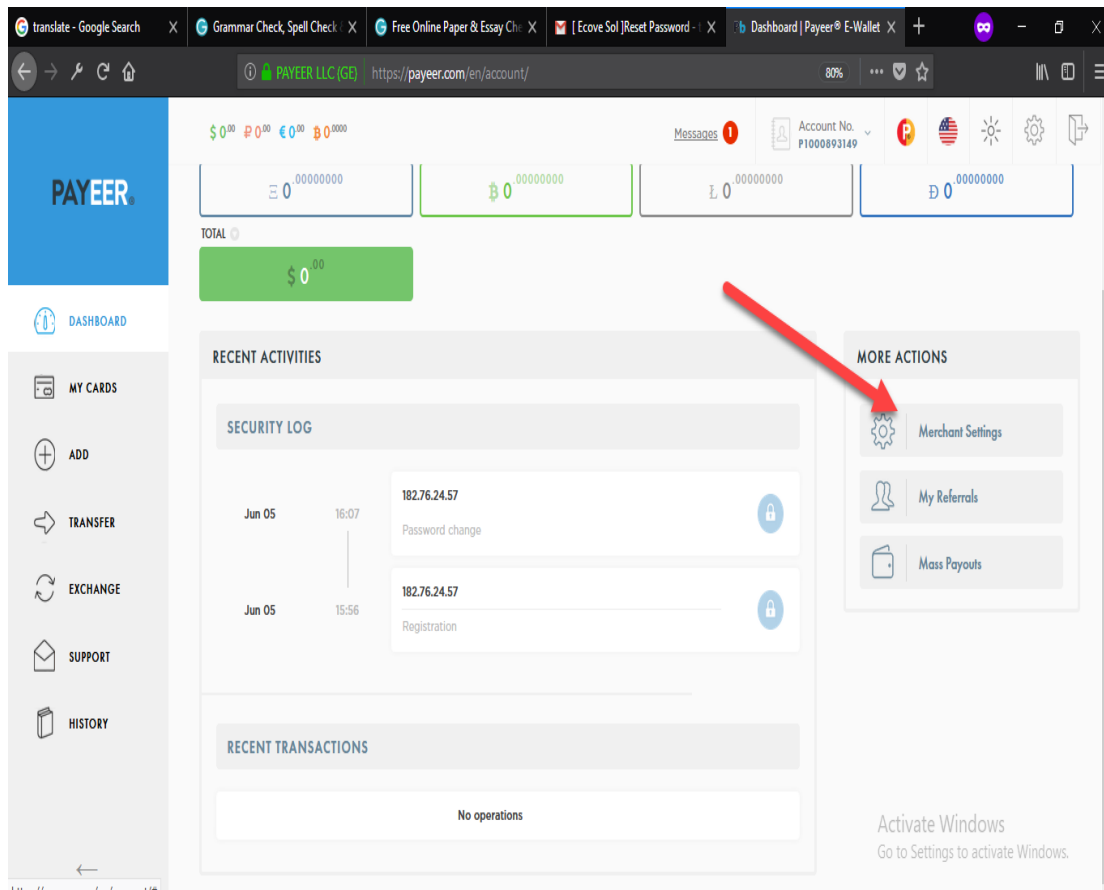 translate - Google Search
Grammar Check, Spell Check &
Free Online Paper & Essay Che
[ Ecove Sol ]Reset Password -
Dashboard | Payeer® E-Wallet
PAYEER LLC (GE)
https://payeer.com/en/account/
80%
$ 0.00 ₽ 0.00 € 0.00 ฿ 0.0000
Messages 1
Account No.
P1000893149
PAYEER®
Ξ 0.00000000
฿ 0.00000000
Ł 0.00000000
Đ 0.00000000
TOTAL
$ 0.00
DASHBOARD
MY CARDS
ADD
TRANSFER
EXCHANGE
SUPPORT
HISTORY
RECENT ACTIVITIES
SECURITY LOG
Jun 05 16:07
182.76.24.57
Password change
Jun 05 15:56
182.76.24.57
Registration
RECENT TRANSACTIONS
No operations
MORE ACTIONS
Merchant Settings
My Referrals
Mass Payouts
Activate Windows
Go to Settings to activate Windows.